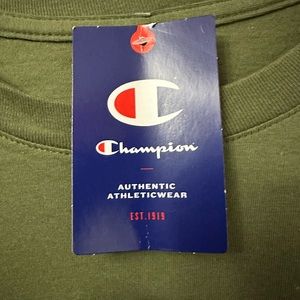 Champion
AUTHENTIC
ATHLETICWEAR
EST.1919